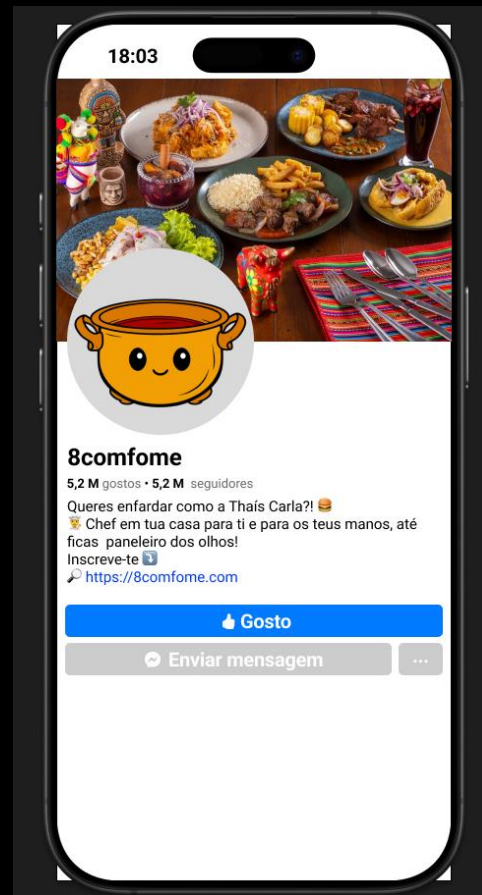 18:03
8comfome
5,2 M gostos • 5,2 M seguidores
Queres enfardar como a Thaís Carla?! 🍔
👨‍🍳 Chef em tua casa para ti e para os teus manos, até
ficas  paneleiro dos olhos!
Inscreve-te ⤵️
🔎 https://8comfome.com
Gosto
Enviar mensagem
...